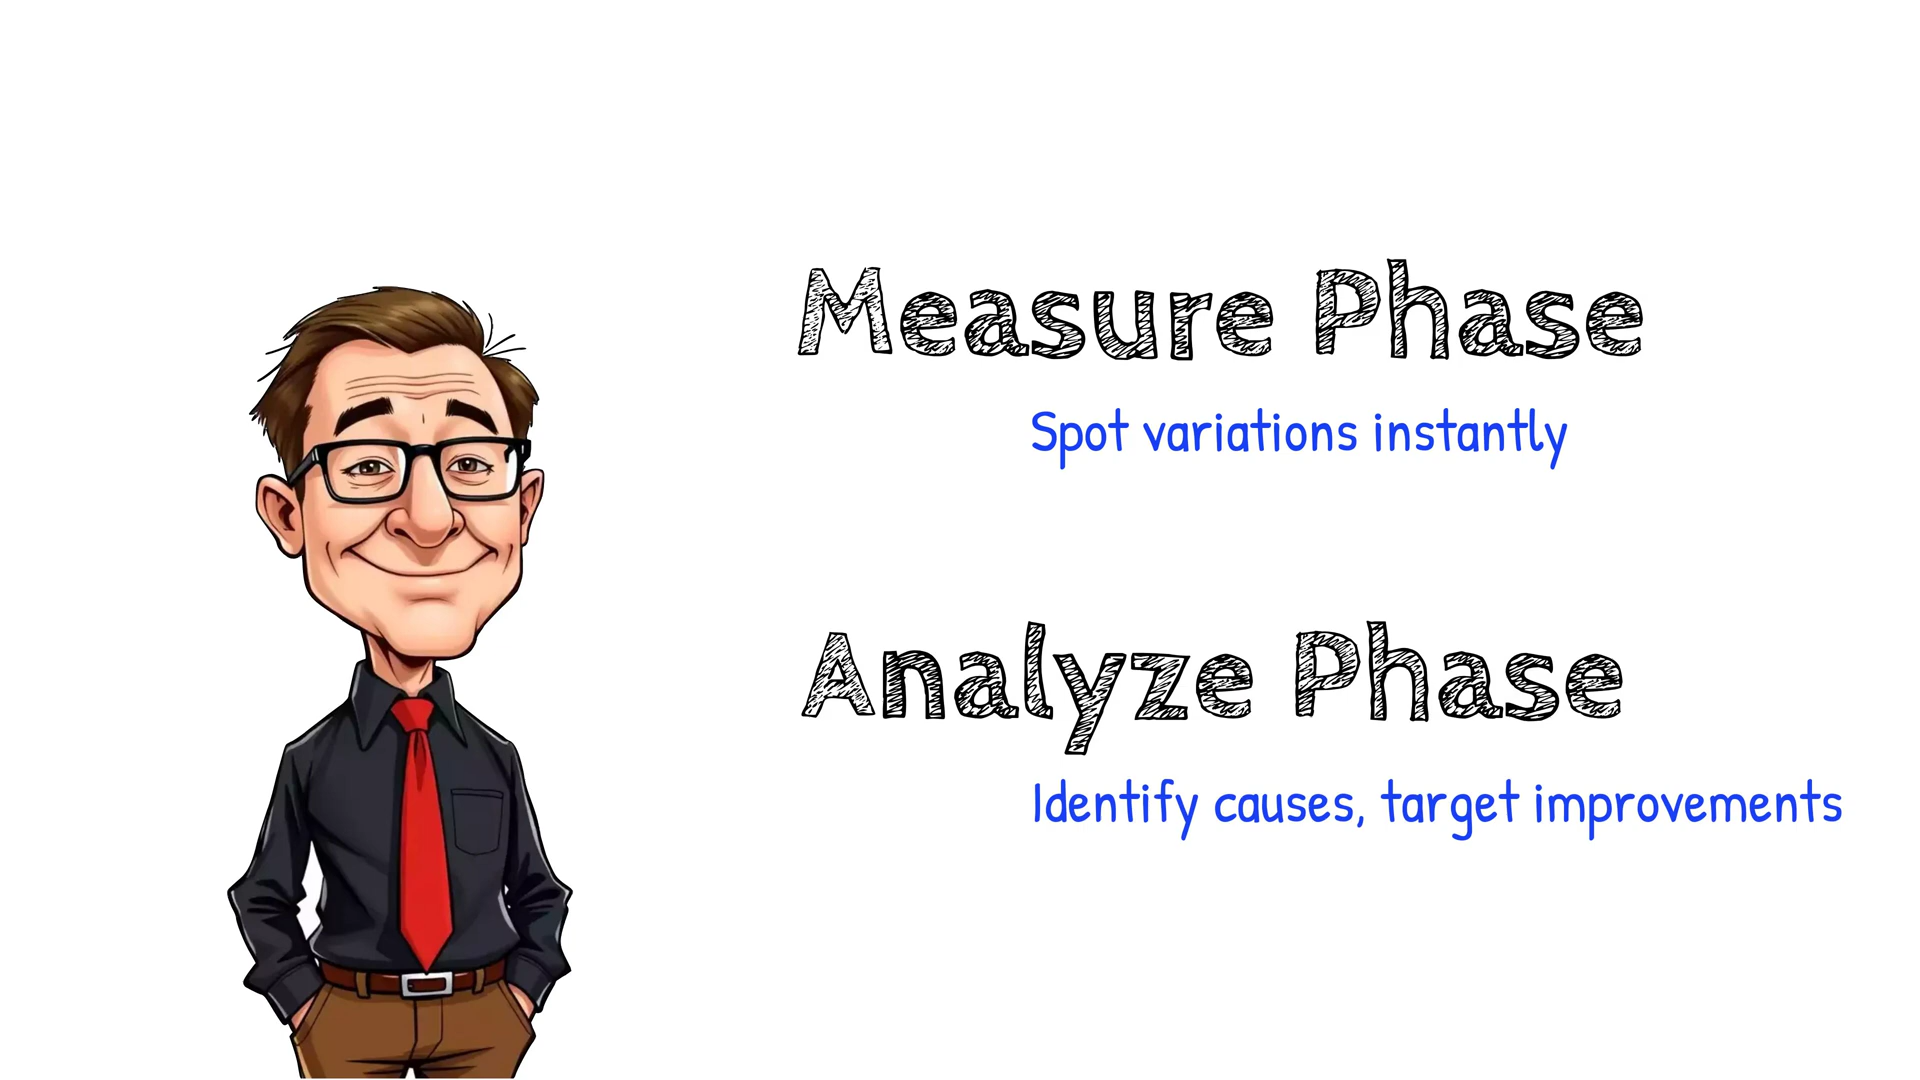 Measure Phase
Spot variations instantly
Analyze Phase
Identify causes, target improvements